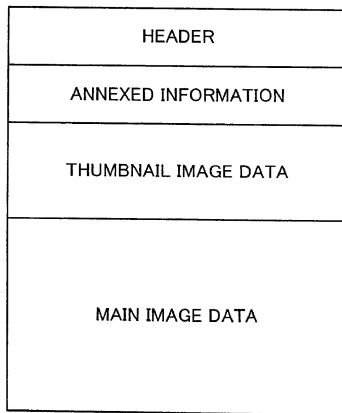 HEADER
ANNEXED INFORMATION
THUMBNAIL IMAGE DATA
MAIN IMAGE DATA